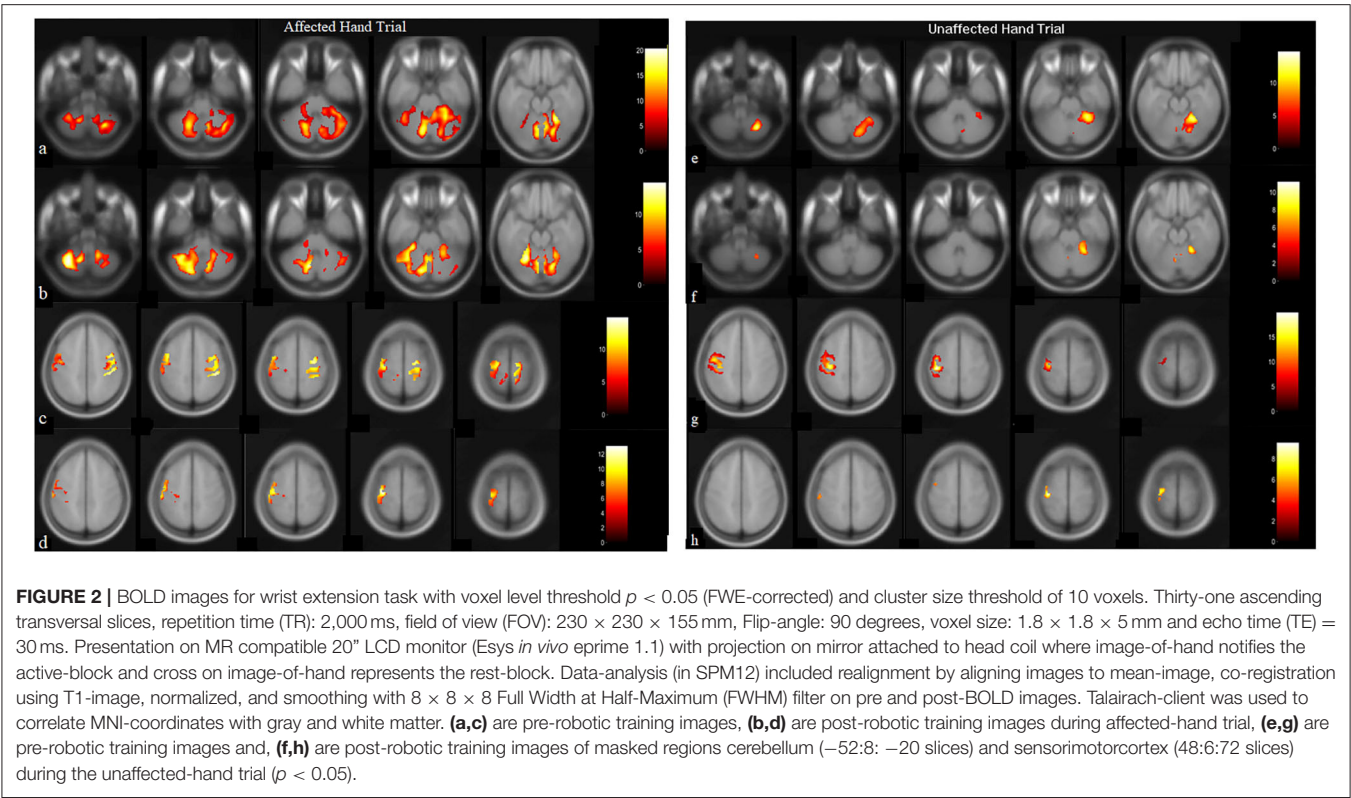 Affected Hand Trial
20
15
10
5
0
a
10
5
0
b
10
5
0
c
12
10
8
6
4
2
0
d
Unaffected Hand Trial
10
5
0
e
10
8
6
4
2
0
f
15
10
5
0
g
8
6
4
2
0
h
FIGURE 2 | BOLD images for wrist extension task with voxel level threshold p < 0.05 (FWE-corrected) and cluster size threshold of 10 voxels. Thirty-one ascending
transversal slices, repetition time (TR): 2,000 ms, field of view (FOV): 230 × 230 × 155 mm, Flip-angle: 90 degrees, voxel size: 1.8 × 1.8 × 5 mm and echo time (TE) =
30 ms. Presentation on MR compatible 20” LCD monitor (Esys in vivo eprime 1.1) with projection on mirror attached to head coil where image-of-hand notifies the
active-block and cross on image-of-hand represents the rest-block. Data-analysis (in SPM12) included realignment by aligning images to mean-image, co-registration
using T1-image, normalized, and smoothing with 8 × 8 × 8 Full Width at Half-Maximum (FWHM) filter on pre and post-BOLD images. Talairach-client was used to
correlate MNI-coordinates with gray and white matter. (a,c) are pre-robotic training images, (b,d) are post-robotic training images during affected-hand trial, (e,g) are
pre-robotic training images and, (f,h) are post-robotic training images of masked regions cerebellum (−52:8: −20 slices) and sensorimotorcortex (48:6:72 slices)
during the unaffected-hand trial (p < 0.05).